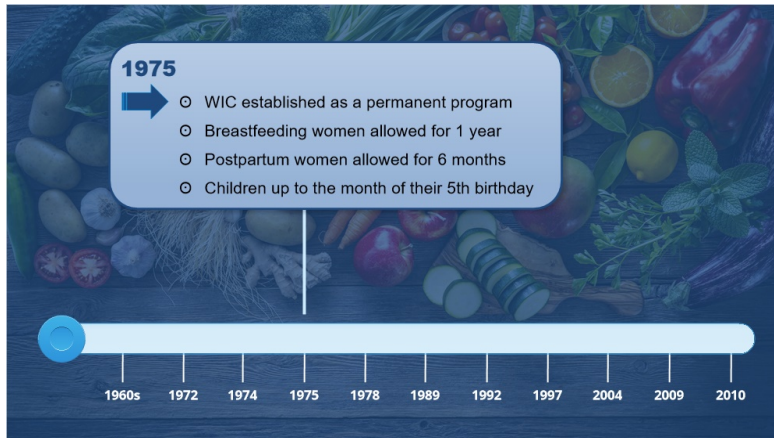 1975
WIC established as a permanent program
Breastfeeding women allowed for 1 year
Postpartum women allowed for 6 months
Children up to the month of their 5th birthday
1960s 1972 1974 1975 1978 1989 1992 1997 2004 2009 2010